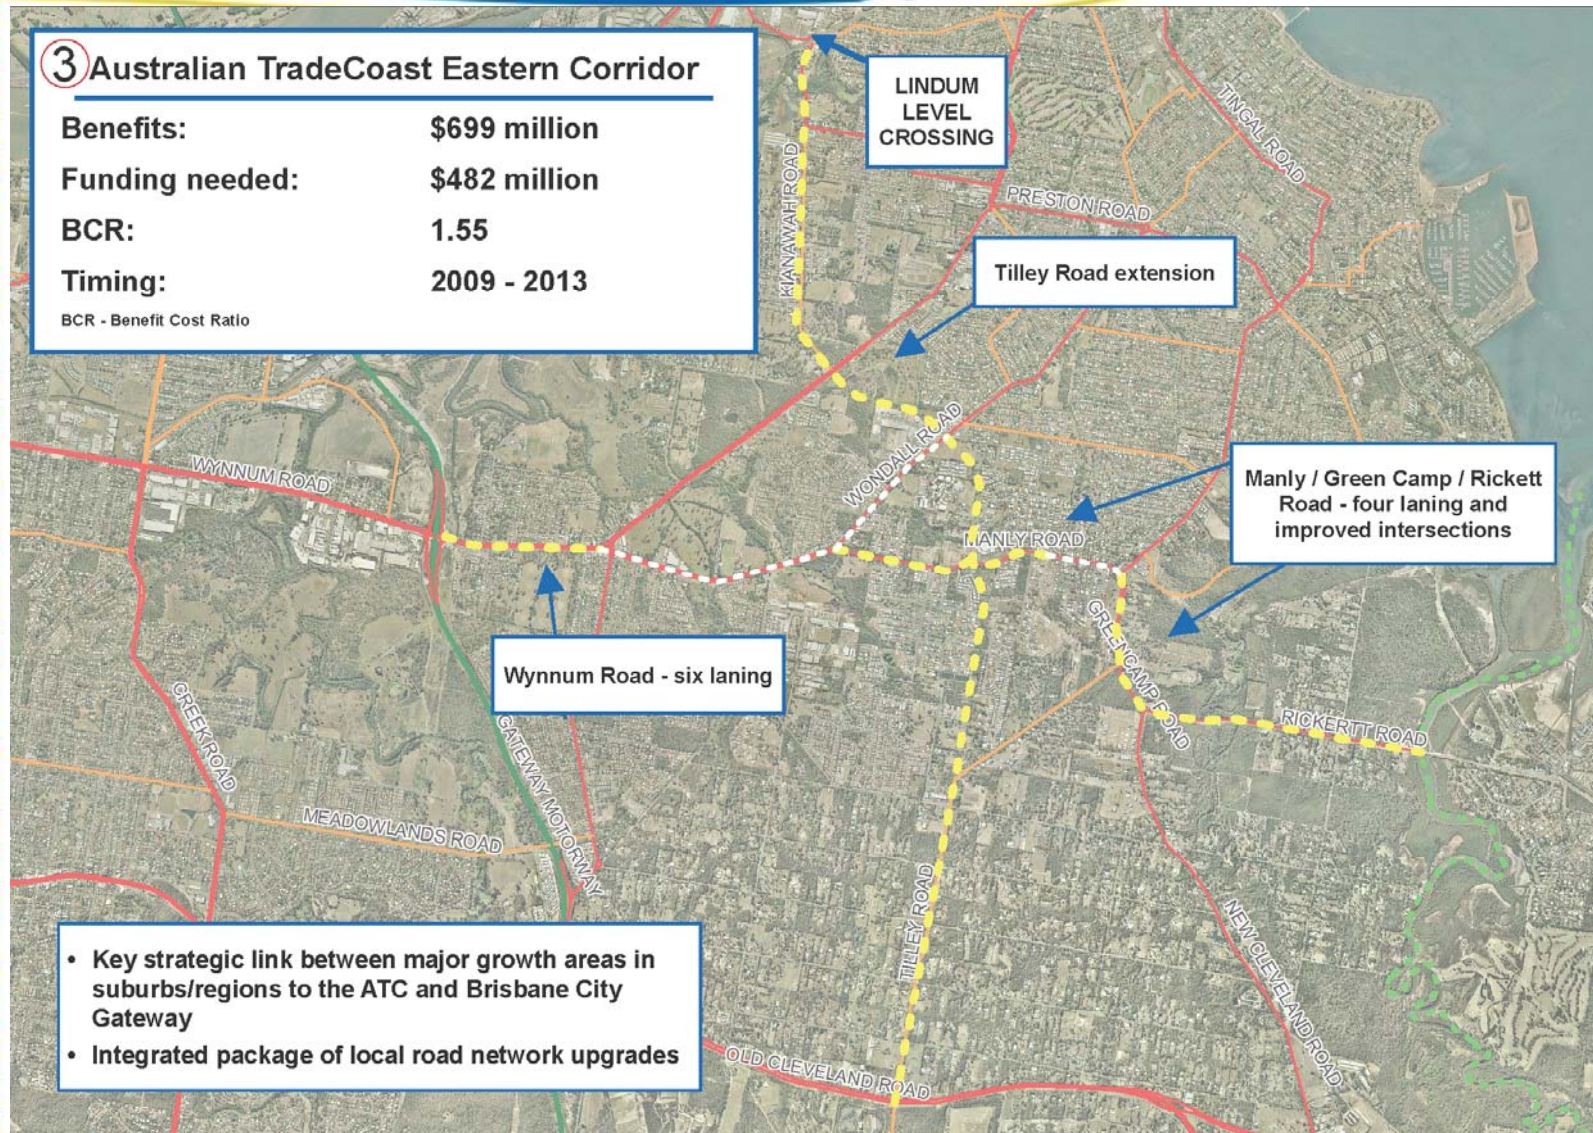 3 Australian TradeCoast Eastern Corridor
Benefits: $699 million
Funding needed: $482 million
BCR: 1.55
Timing: 2009 - 2013
BCR - Benefit Cost Ratio
LINDUM
LEVEL
CROSSING
TINGAL ROAD
KIANAWAH ROAD
PRESTON ROAD
Tilley Road extension
WONDALL ROAD
WYNNUM ROAD
Manly / Green Camp / Rickett
Road - four laning and
improved intersections
MANLY ROAD
GREENCAMP ROAD
Wynnum Road - six laning
RICKERTT ROAD
CREEK ROAD
GATEWAY MOTORWAY
MEADOWLANDS ROAD
TILLEY ROAD
NEW CLEVELAND ROAD
• Key strategic link between major growth areas in
suburbs/regions to the ATC and Brisbane City
Gateway
• Integrated package of local road network upgrades
OLD CLEVELAND ROAD